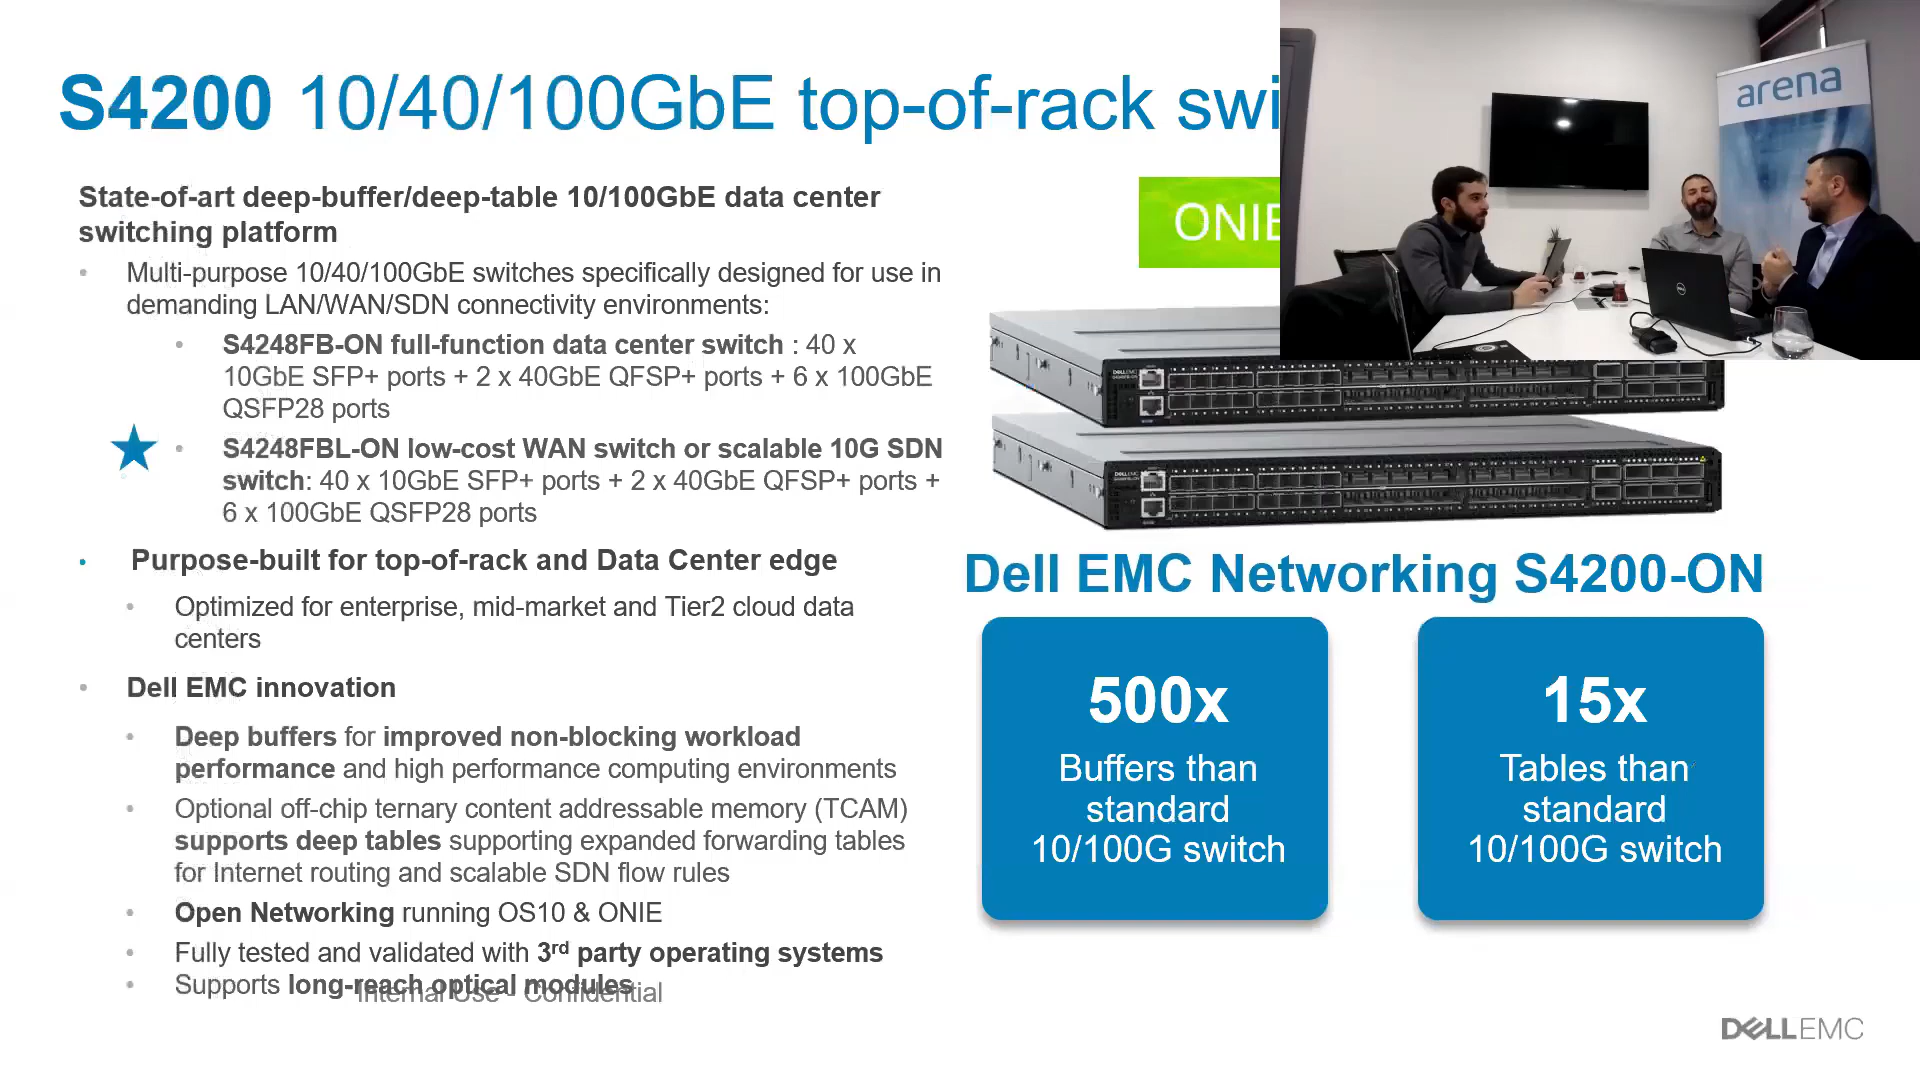 S4200 10/40/100GbE top-of-rack swi
arena
State-of-art deep-buffer/deep-table 10/100GbE data center
switching platform
ONIE
• Multi-purpose 10/40/100GbE switches specifically designed for use in
demanding LAN/WAN/SDN connectivity environments:
• S4248FB-ON full-function data center switch : 40 x
10GbE SFP+ ports + 2 x 40GbE QFSP+ ports + 6 x 100GbE
QSFP28 ports
• S4248FBL-ON low-cost WAN switch or scalable 10G SDN
switch: 40 x 10GbE SFP+ ports + 2 x 40GbE QFSP+ ports +
6 x 100GbE QSFP28 ports
• Purpose-built for top-of-rack and Data Center edge
• Optimized for enterprise, mid-market and Tier2 cloud data
centers
• Dell EMC innovation
• Deep buffers for improved non-blocking workload
performance and high performance computing environments
• Optional off-chip ternary content addressable memory (TCAM)
supports deep tables supporting expanded forwarding tables
for Internet routing and scalable SDN flow rules
• Open Networking running OS10 & ONIE
• Fully tested and validated with 3rd party operating systems
• Supports long-reach optical modules
Internal Use - Confidential
DELLEMC
DELLEMC
Dell EMC Networking S4200-ON
500x
Buffers than
standard
10/100G switch
15x
Tables than
standard
10/100G switch
DELLEMC